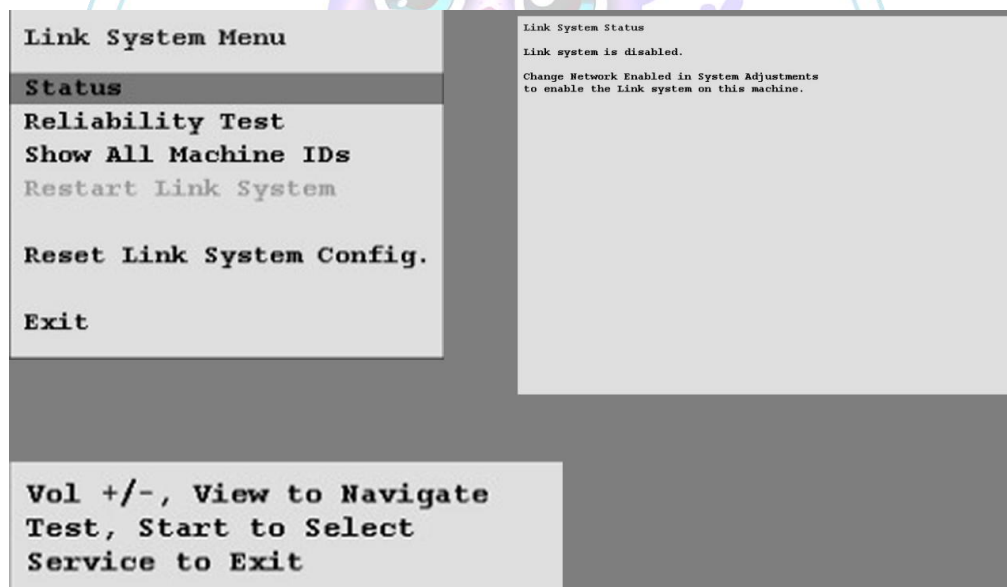 Link System Menu
Status
Reliability Test
Show All Machine IDs
Restart Link System
Reset Link System Config.
Exit
Link System Status
Link system is disabled.
Change Network Enabled in System Adjustments
to enable the Link system on this machine.
Vol +/-, View to Navigate
Test, Start to Select
Service to Exit